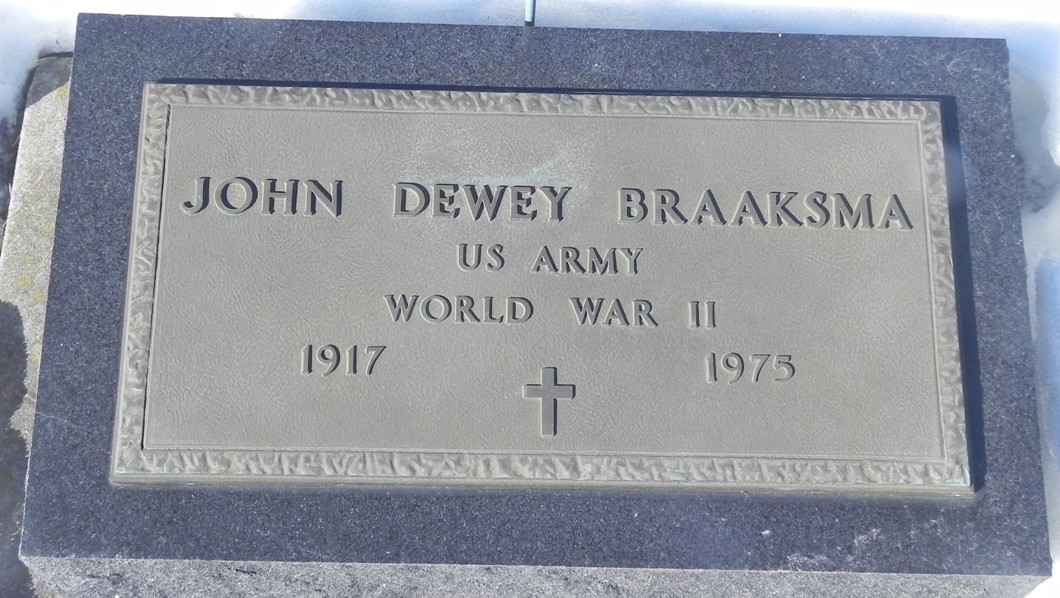 JOHN DEWEY BRAAKSMA
US ARMY
WORLD WAR II
1917 1975